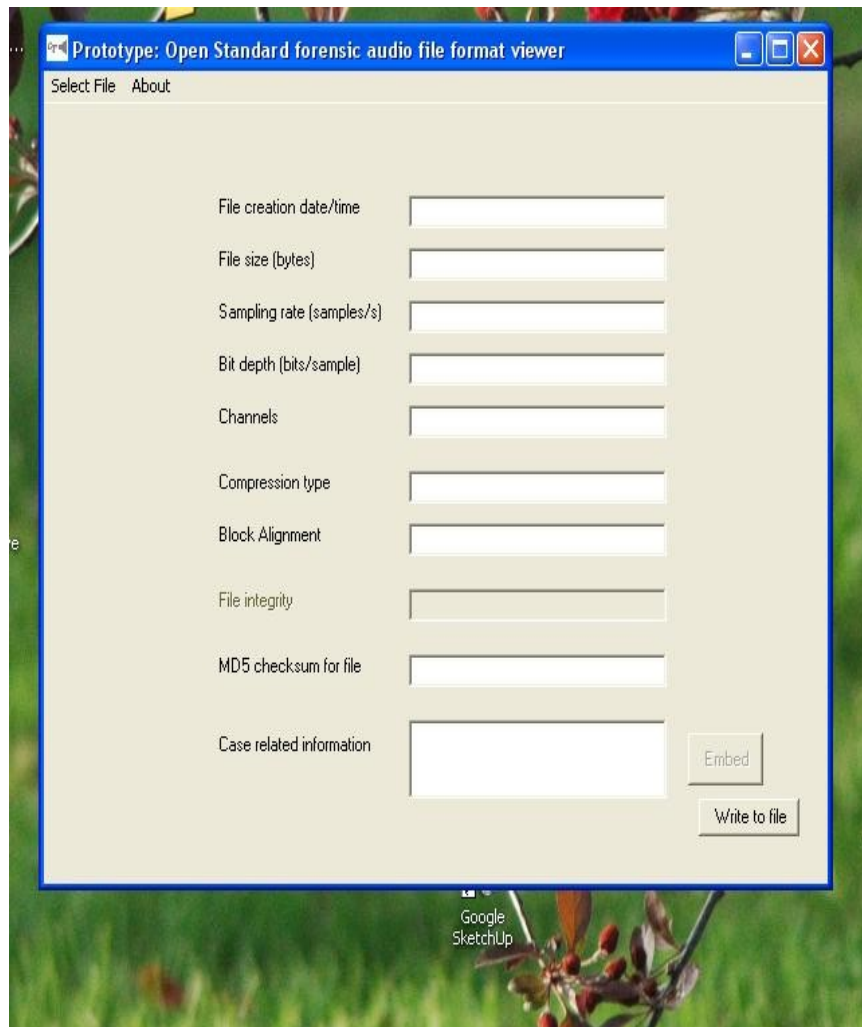 Prototype: Open Standard forensic audio file format viewer
Select File About
File creation date/time
File size (bytes)
Sampling rate (samples/s)
Bit depth (bits/sample)
Channels
Compression type
Block Alignment
File integrity
MD5 checksum for file
Case related information
Embed
Write to file
Google
SketchUp